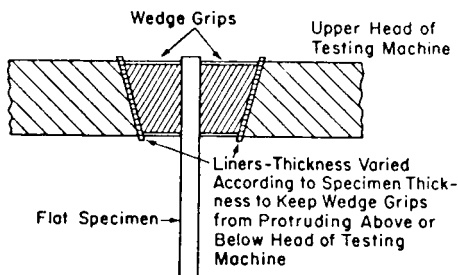 Wedge Grips
Upper Head of
Testing Machine
Liners-Thickness Varied
According to Specimen Thick-
ness to Keep Wedge Grips
from Protruding Above or
Below Head of Testing
Machine
Flat Specimen